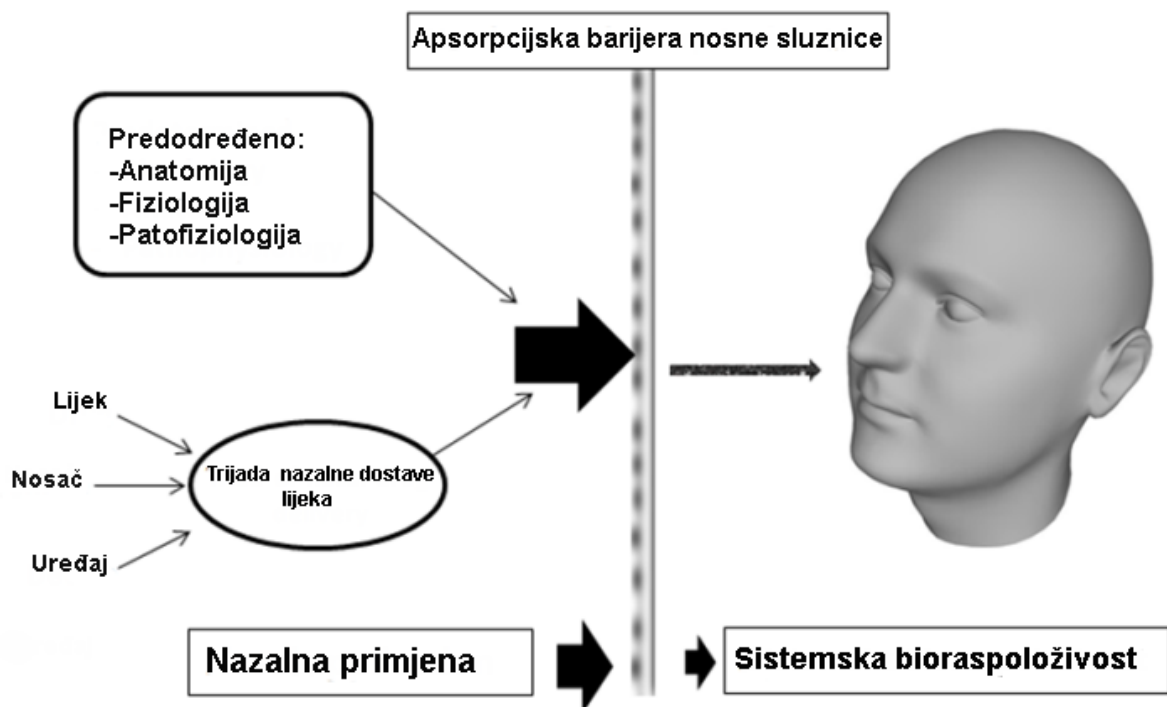 Apsorpcijska barijera nosne sluznice
Predodređeno:
-Anatomija
-Fiziologija
-Patofiziologija
Lijek
Nosač
Uređaj
Trijada nazalne dostave
lijeka
Nazalna primjena
Sistemska bioraspoloživost